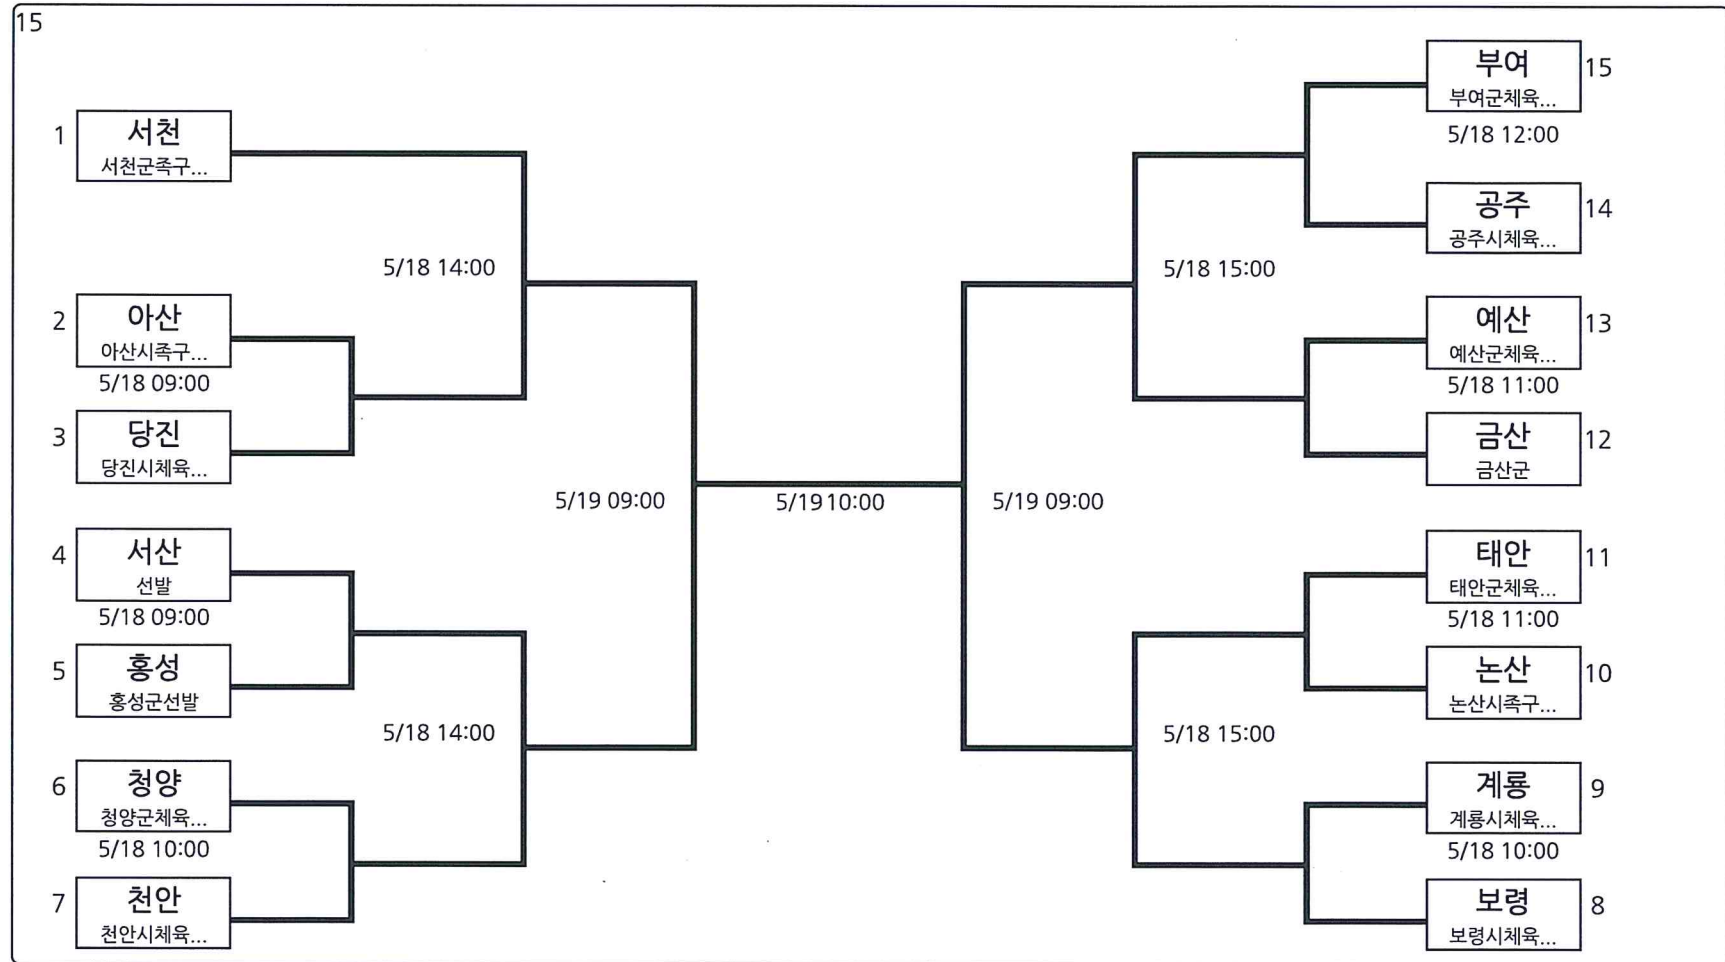 15
1
서천
서천군족구...
5/18 14:00
2
아산
아산시족구...
5/18 09:00
3
당진
당진시체육...
5/19 09:00
4
서산
선발
5/18 09:00
5
홍성
홍성군선발
5/18 14:00
6
청양
청양군체육...
5/18 10:00
7
천안
천안시체육...
5/19 10:00
부여
15
부여군체육...
5/18 12:00
공주
14
공주시체육...
5/18 15:00
예산
13
예산군체육...
5/18 11:00
금산
12
금산군
5/19 09:00
태안
11
태안군체육...
5/18 11:00
논산
10
논산시족구...
5/18 15:00
계룡
9
계룡시체육...
5/18 10:00
보령
8
보령시체육...